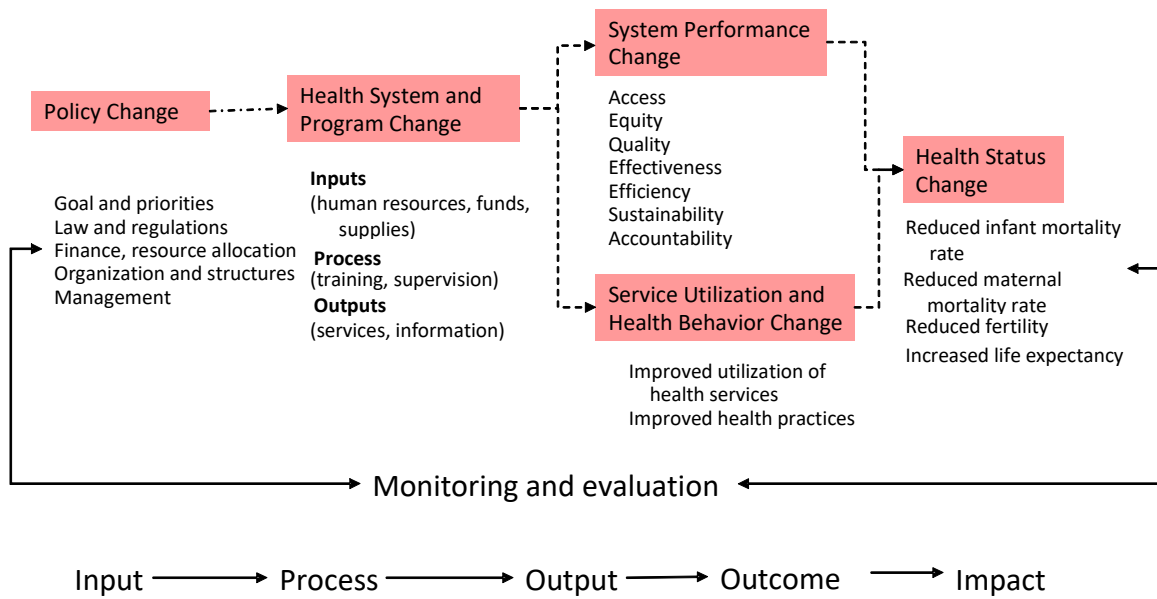 Policy Change
Goal and priorities
Law and regulations
Finance, resource allocation
Organization and structures
Management
Health System and
Program Change
Inputs
(human resources, funds,
supplies)
Process
(training, supervision)
Outputs
(services, information)
System Performance
Change
Access
Equity
Quality
Effectiveness
Efficiency
Sustainability
Accountability
Service Utilization and
Health Behavior Change
Improved utilization of
health services
Improved health practices
Health Status
Change
Reduced infant mortality
rate
Reduced maternal
mortality rate
Reduced fertility
Increased life expectancy
Monitoring and evaluation
Input
Process
Output
Outcome
Impact